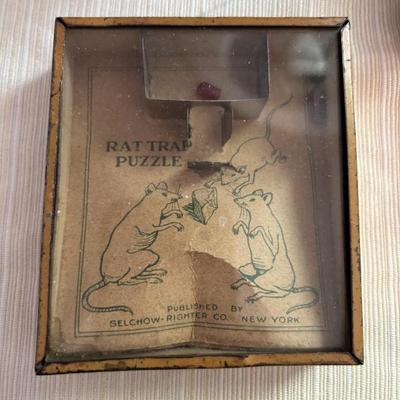 RAT TRAP
PUZZLE
PUBLISHED BY
SELCHOW-RIGHTER CO. NEW YORK